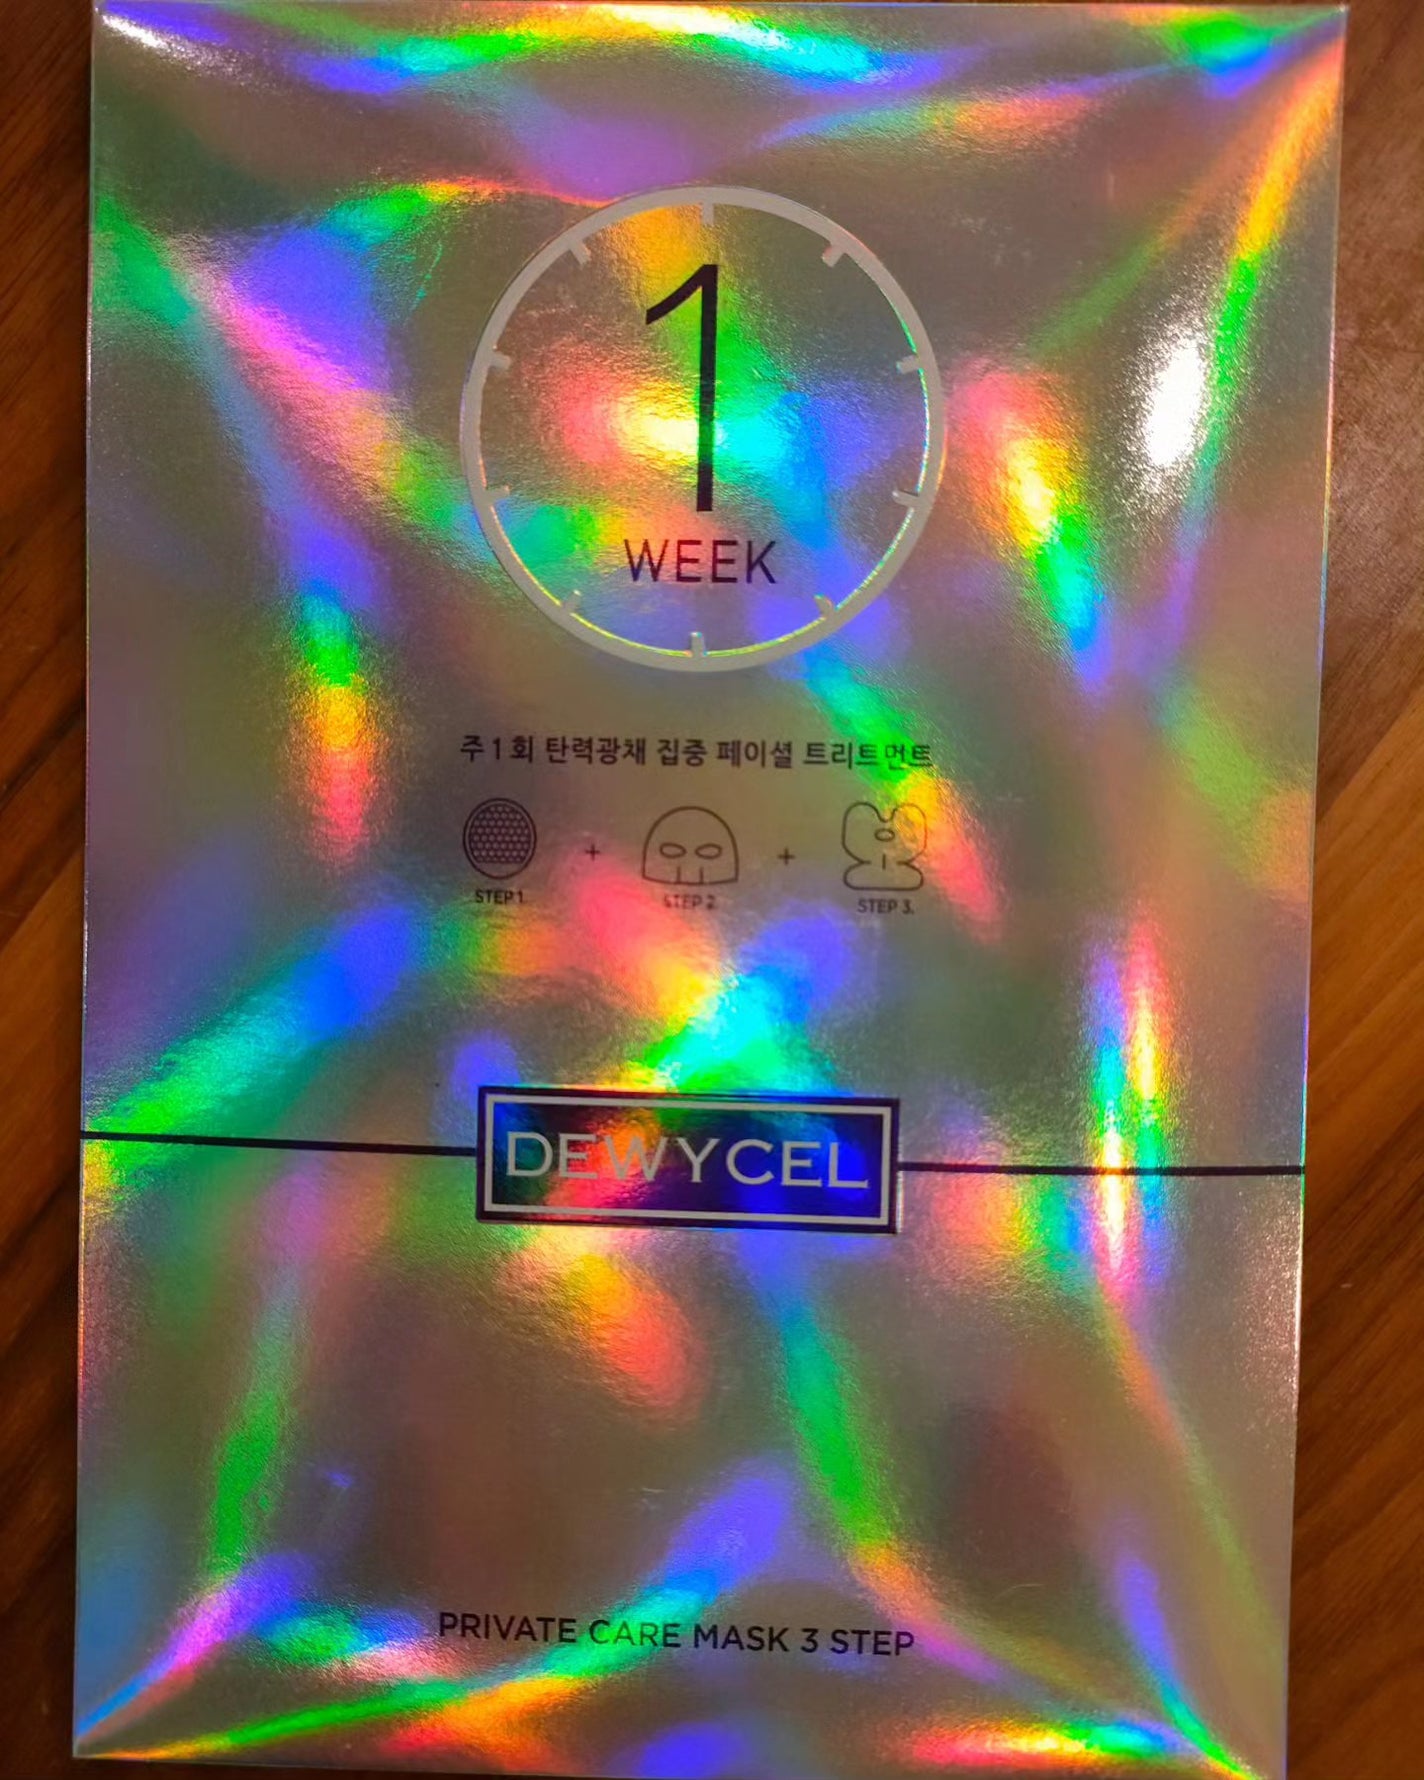 1
WEEK
주1회 탄력광채 집중 페이셜 트리트먼트
+ +
STEP 1. STEP 2. STEP 3.
DEWYCEL
PRIVATE CARE MASK 3 STEP